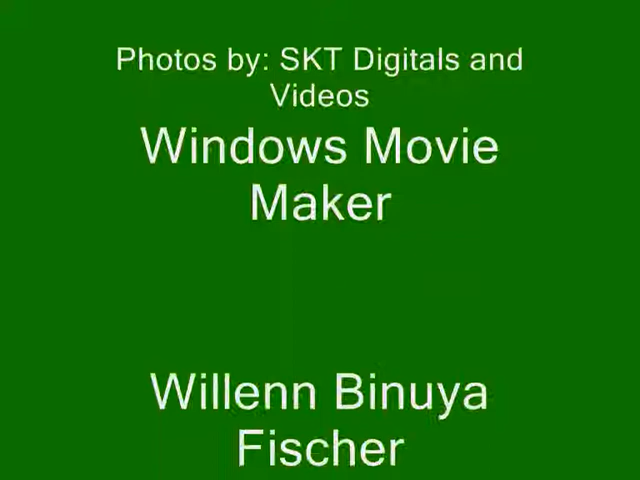 Photos by: SKT Digitals and
Videos
Windows Movie
Maker
Willenn Binuya
Fischer